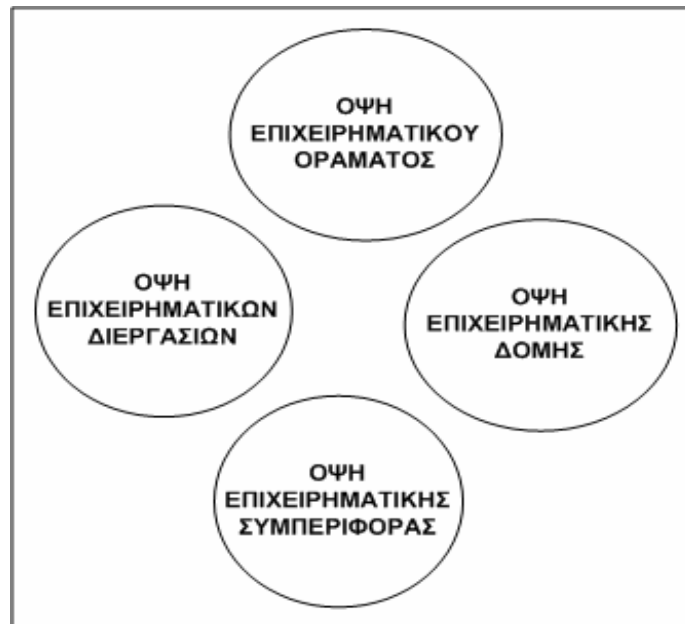 ΟΨΗ
ΕΠΙΧΕΙΡΗΜΑΤΙΚΟΥ
ΟΡΑΜΑΤΟΣ
ΟΨΗ
ΕΠΙΧΕΙΡΗΜΑΤΙΚΩΝ
ΔΙΕΡΓΑΣΙΩΝ
ΟΨΗ
ΕΠΙΧΕΙΡΗΜΑΤΙΚΗΣ
ΔΟΜΗΣ
ΟΨΗ
ΕΠΙΧΕΙΡΗΜΑΤΙΚΗΣ
ΣΥΜΠΕΡΙΦΟΡΑΣ